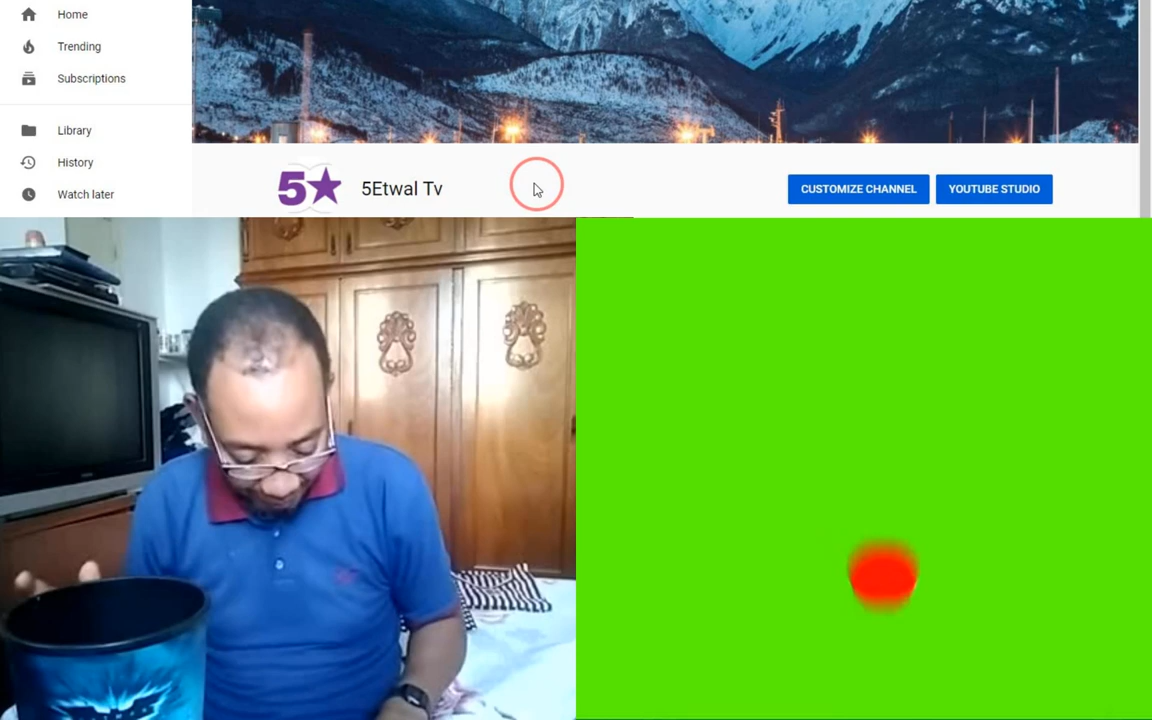 Home
Trending
Subscriptions
Library
History
Watch later
5
5Etwal Tv
CUSTOMIZE CHANNEL
YOUTUBE STUDIO